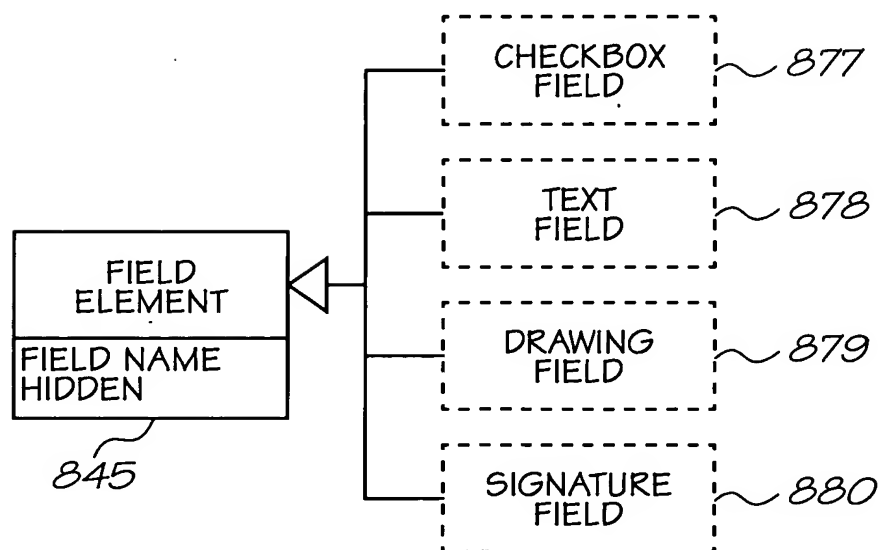 CHECKBOX
FIELD
877
TEXT
FIELD
878
FIELD
ELEMENT
FIELD NAME
HIDDEN
845
DRAWING
FIELD
879
SIGNATURE
FIELD
880